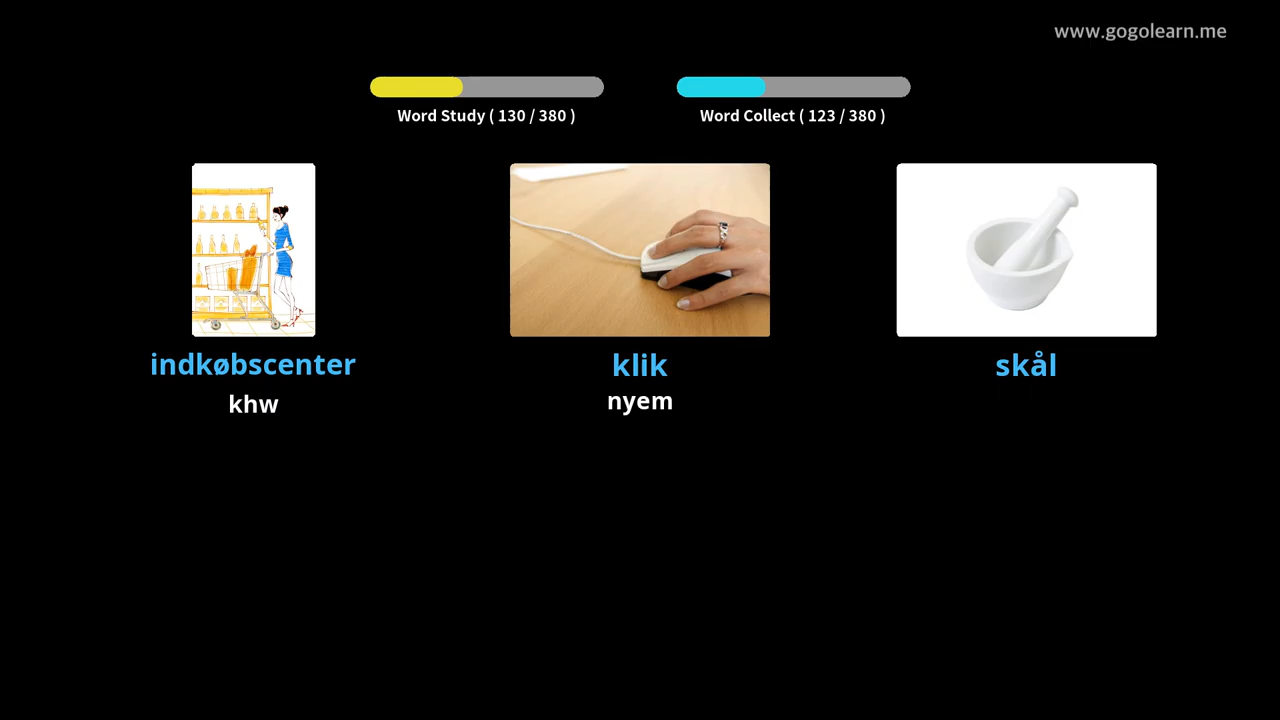 www.gogolearn.me
Word Study ( 130 / 380 )
Word Collect ( 123 / 380 )
indkøbscenter
klik
skål
khw
nyem